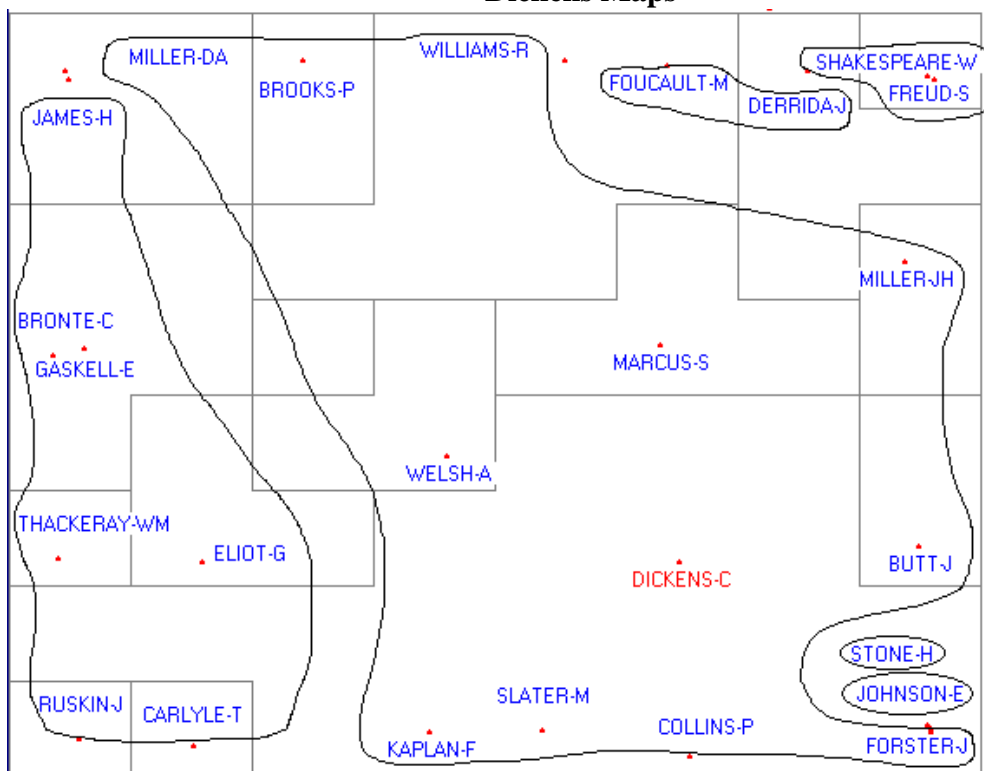 Dickens Maps
WILLIAMS-R
MILLER-DA
SHAKESPEARE-W
FOUCAULT-M
BROOKS-P
FREUD-S
DERRIDA-J
JAMES-H
MILLER-JH
BRONTE-C
MARCUS-S
GASKELL-E
WELSH-A
THACKERAY-WM
ELIOT-G
BUTT-J
DICKENS-C
STONE-H
JOHNSON-E
SLATER-M
RUSKIN-J
CARLYLE-T
COLLINS-P
KAPLAN-F
FORSTER-J